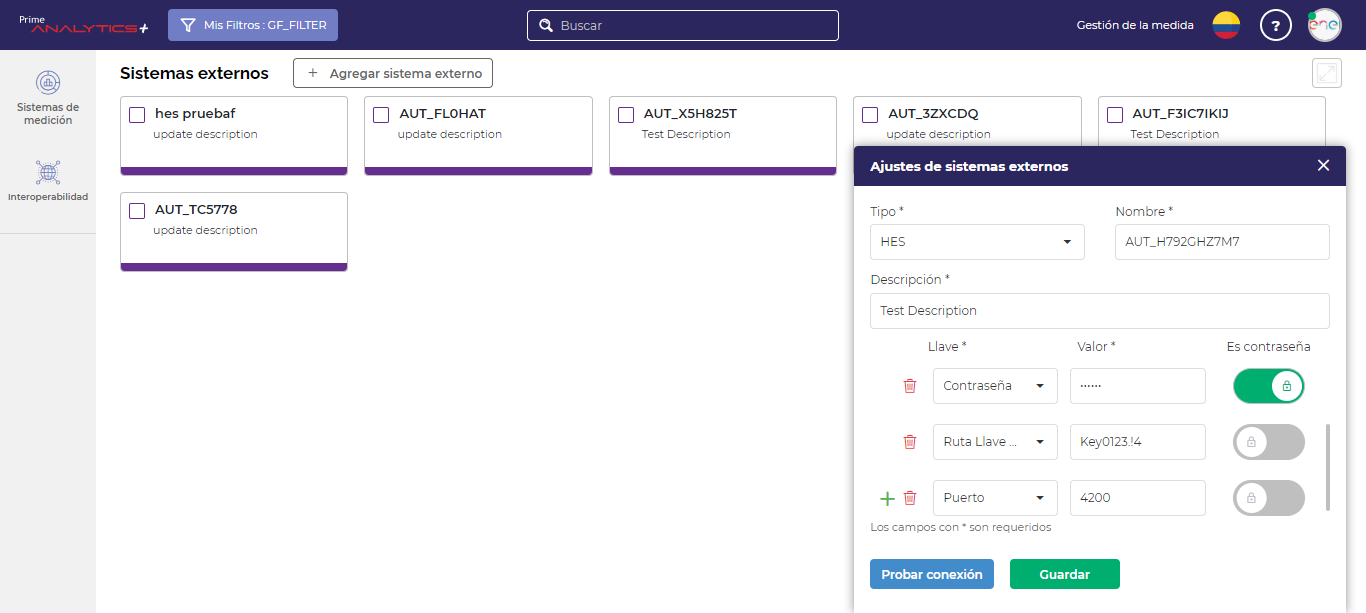 Prime
ANALYTICS+
Mis Filtros : GF_FILTER
Buscar
Gestión de la medida
?
ene
Sistemas de medición
Interoperabilidad
Sistemas externos
+ Agregar sistema externo
hes pruebaf
update description
AUT_FL0HAT
update description
AUT_X5H825T
Test Description
AUT_3ZXCDQ
update description
AUT_F3IC7IKIJ
Test Description
AUT_TC5778
update description
Ajustes de sistemas externos
Tipo *
Nombre *
HES
AUT_H792GHZ7M7
Descripción *
Test Description
Llave *
Valor *
Es contraseña
Contraseña
······
Ruta Llave ...
Key0123.!4
Puerto
4200
Los campos con * son requeridos
Probar conexión
Guardar